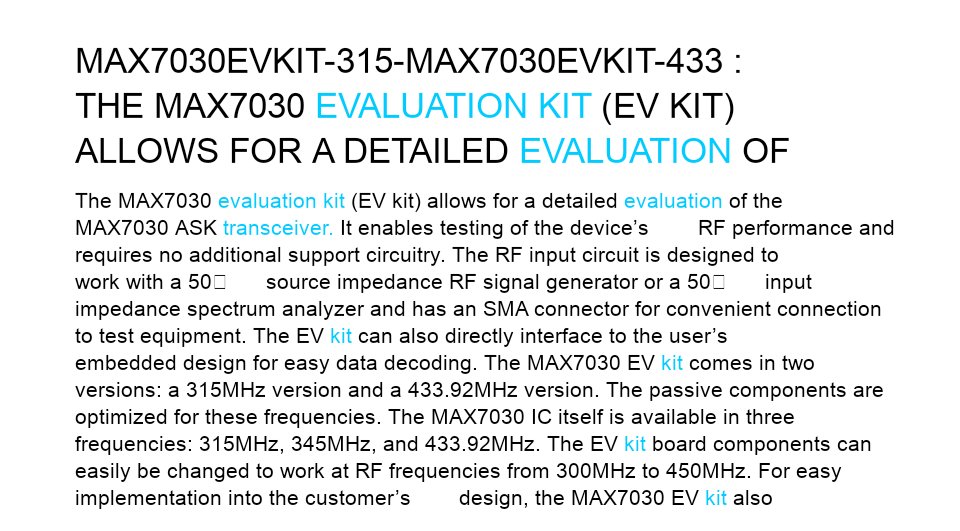 MAX7030EVKIT-315-MAX7030EVKIT-433 :
THE MAX7030 EVALUATION KIT (EV KIT)
ALLOWS FOR A DETAILED EVALUATION OF
The MAX7030 evaluation kit (EV kit) allows for a detailed evaluation of the
MAX7030 ASK transceiver. It enables testing of the device’s RF performance and
requires no additional support circuitry. The RF input circuit is designed to
work with a 50□ source impedance RF signal generator or a 50□ input
impedance spectrum analyzer and has an SMA connector for convenient connection
to test equipment. The EV kit can also directly interface to the user’s
embedded design for easy data decoding. The MAX7030 EV kit comes in two
versions: a 315MHz version and a 433.92MHz version. The passive components are
optimized for these frequencies. The MAX7030 IC itself is available in three
frequencies: 315MHz, 345MHz, and 433.92MHz. The EV kit board components can
easily be changed to work at RF frequencies from 300MHz to 450MHz. For easy
implementation into the customer’s design, the MAX7030 EV kit also